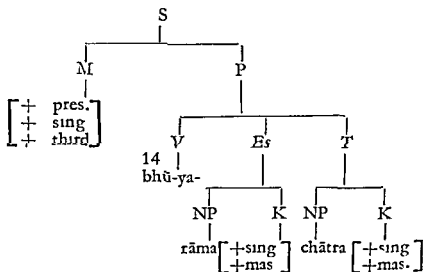 S
M P
+ pres.
+ sing
+ third
V Es T
14
bhū-ya-
NP K NP K
rāma +sing chātra +sing
+mas +mas.